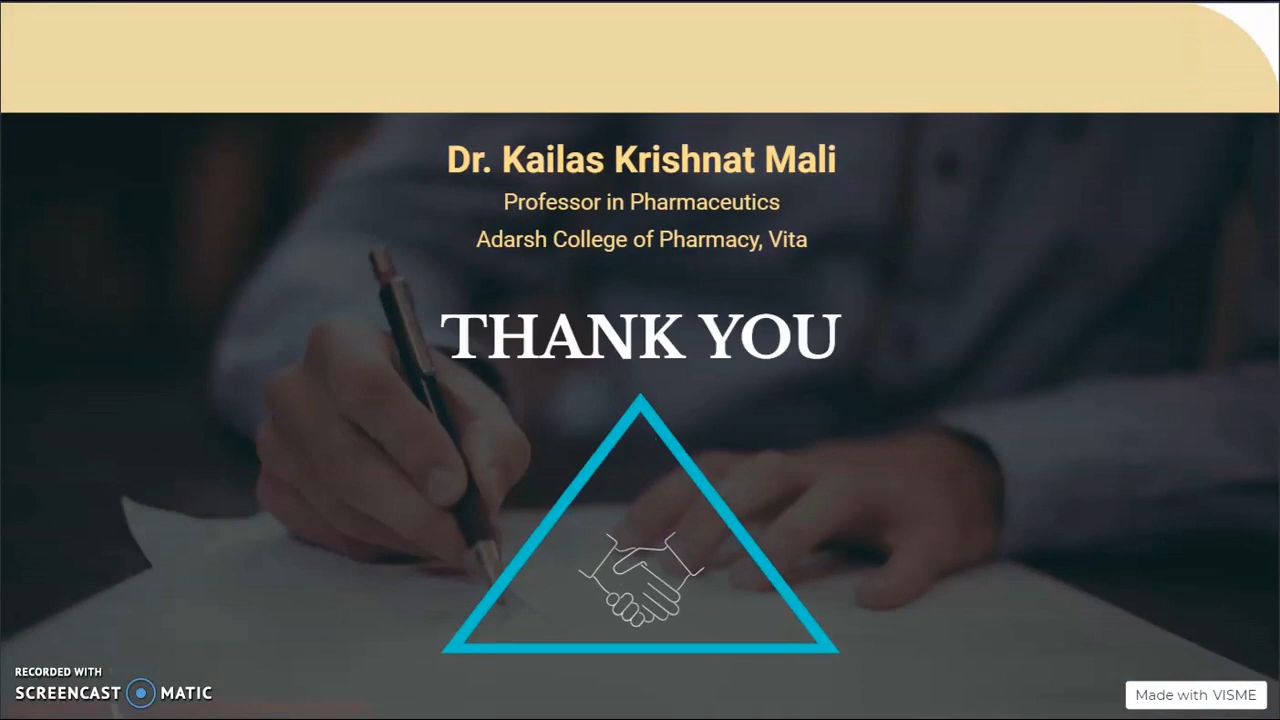 Dr. Kailas Krishnat Mali
Professor in Pharmaceutics
Adarsh College of Pharmacy, Vita
THANK YOU
RECORDED WITH
SCREENCAST MATIC
Made with VISME